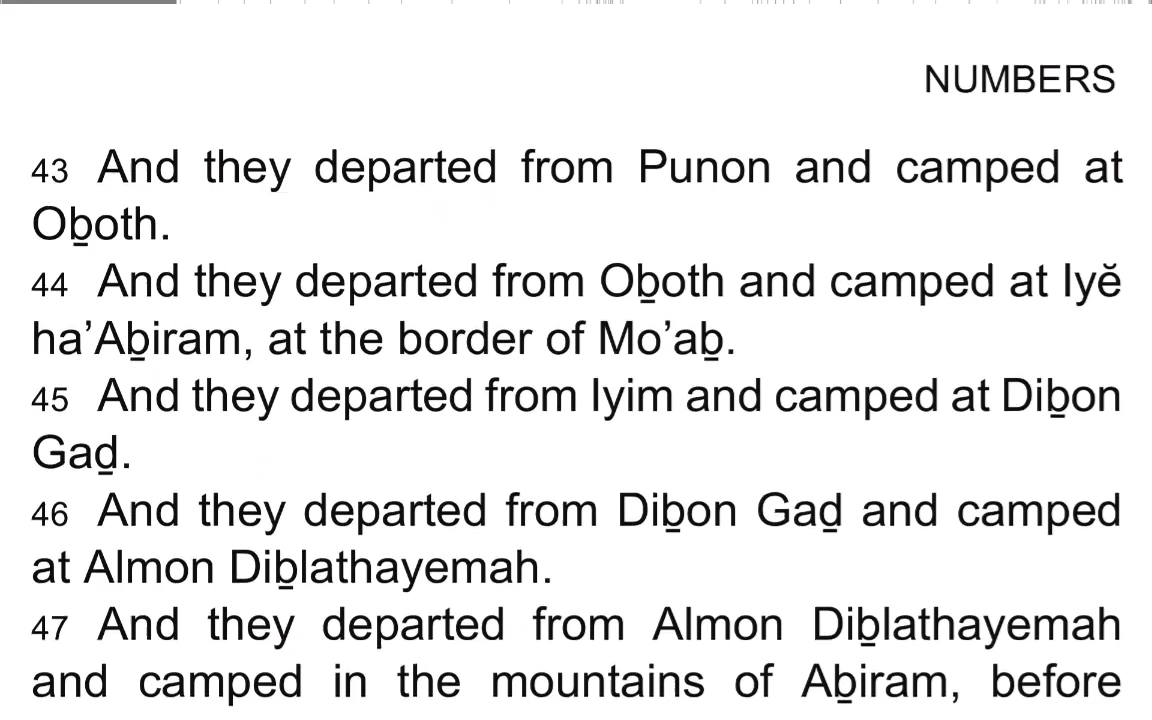 NUMBERS
43 And they departed from Punon and camped at
Oḇoth.
44 And they departed from Oḇoth and camped at Iyĕ
ha’Aḇiram, at the border of Mo’aḇ.
45 And they departed from Iyim and camped at Diḇon
Gaḏ.
46 And they departed from Diḇon Gaḏ and camped
at Almon Diḇlathayemah.
47 And they departed from Almon Diḇlathayemah
and camped in the mountains of Aḇiram, before